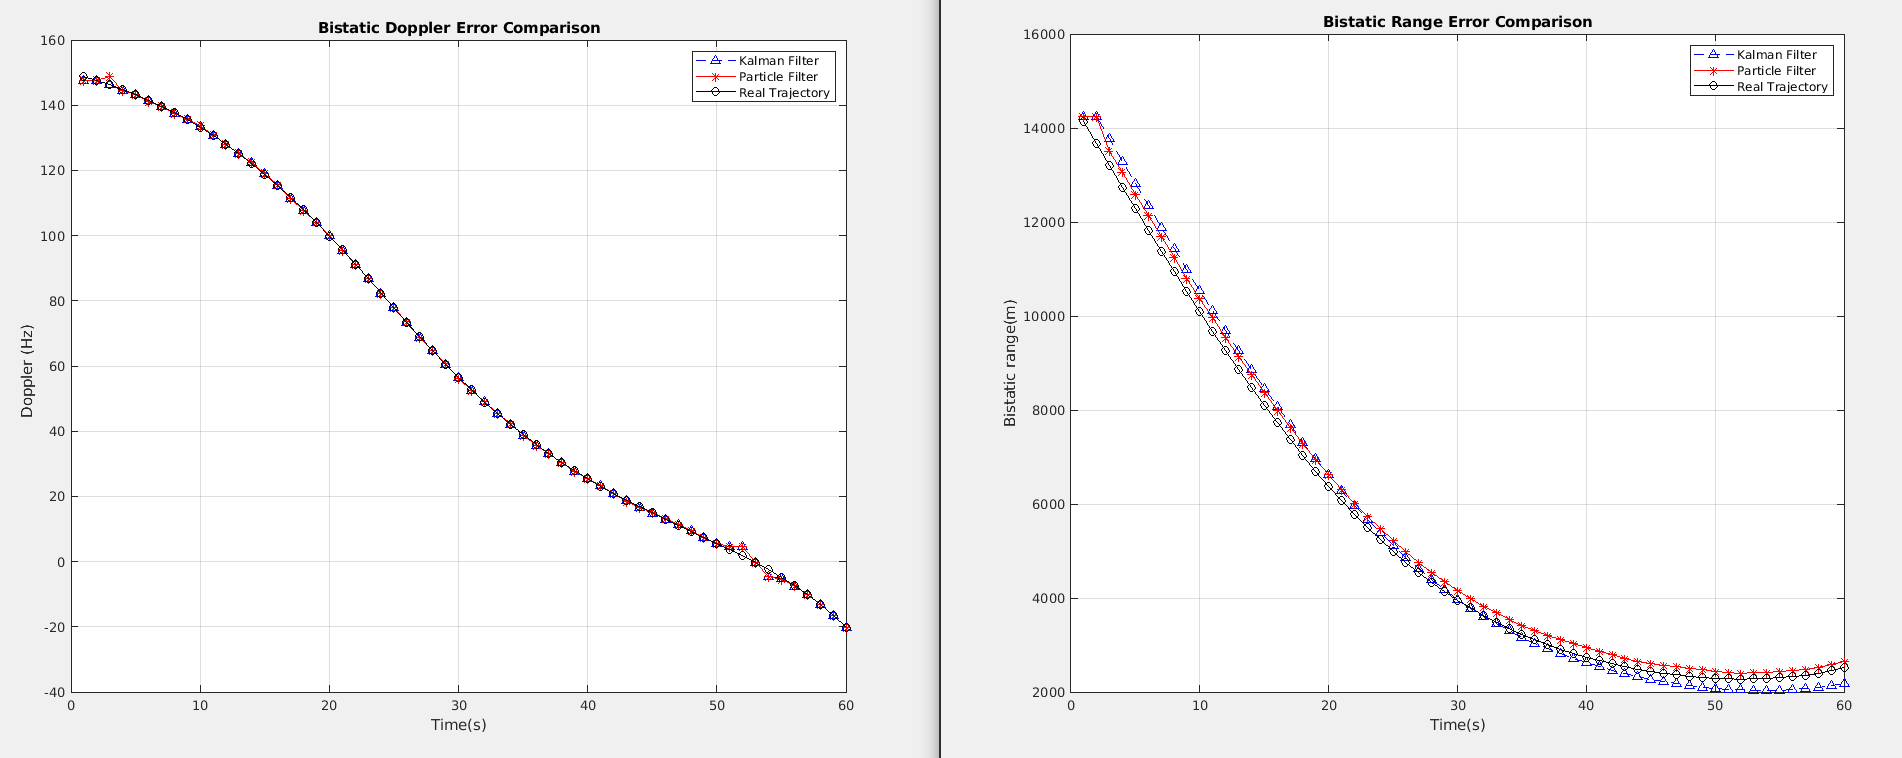 Bistatic Doppler Error Comparison
160
140
120
100
80
60
40
20
0
-20
-40
Doppler (Hz)
Kalman Filter
Particle Filter
Real Trajectory
0 10 20 30 40 50 60
Time(s)
Bistatic Range Error Comparison
16000
14000
12000
10000
8000
6000
4000
2000
Bistatic range(m)
Kalman Filter
Particle Filter
Real Trajectory
0 10 20 30 40 50 60
Time(s)